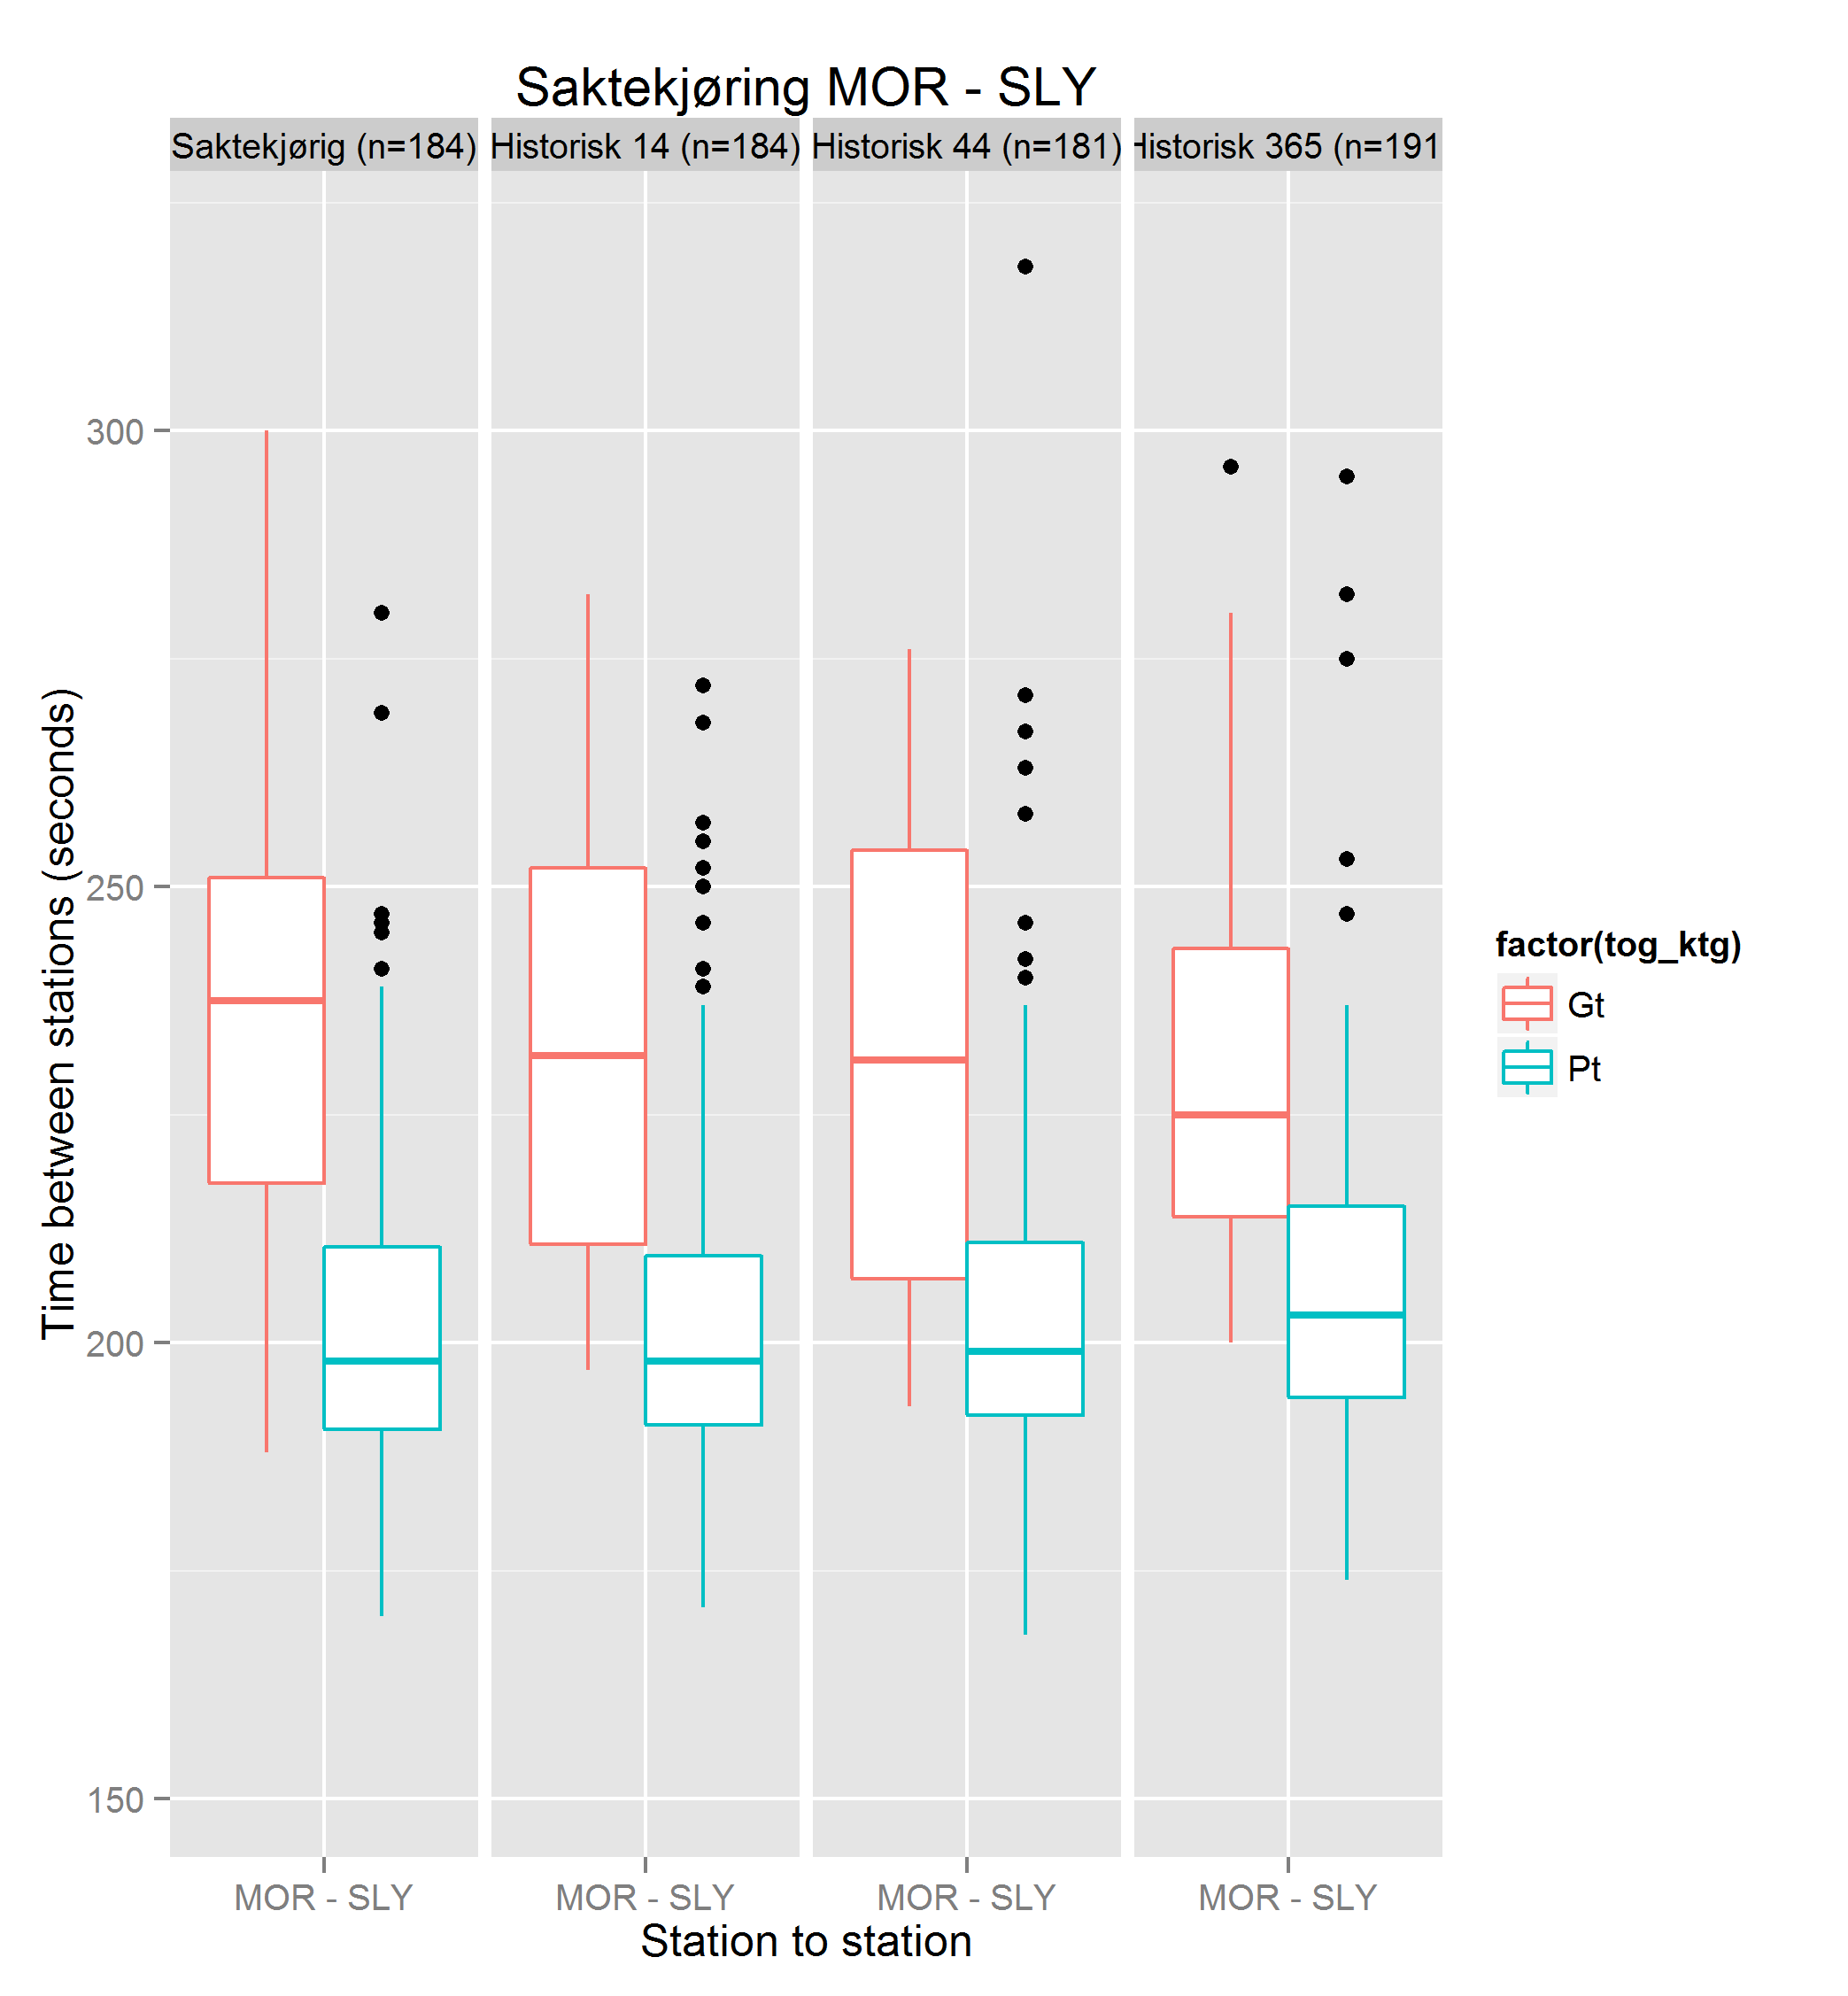 Saktekjøring MOR - SLY
Saktekjørig (n=184) Historisk 14 (n=184) Historisk 44 (n=181) Historisk 365 (n=191
300
250
200
150
Time between stations (seconds)
MOR - SLY MOR - SLY MOR - SLY MOR - SLY
Station to station
factor(tog_ktg)
Gt
Pt